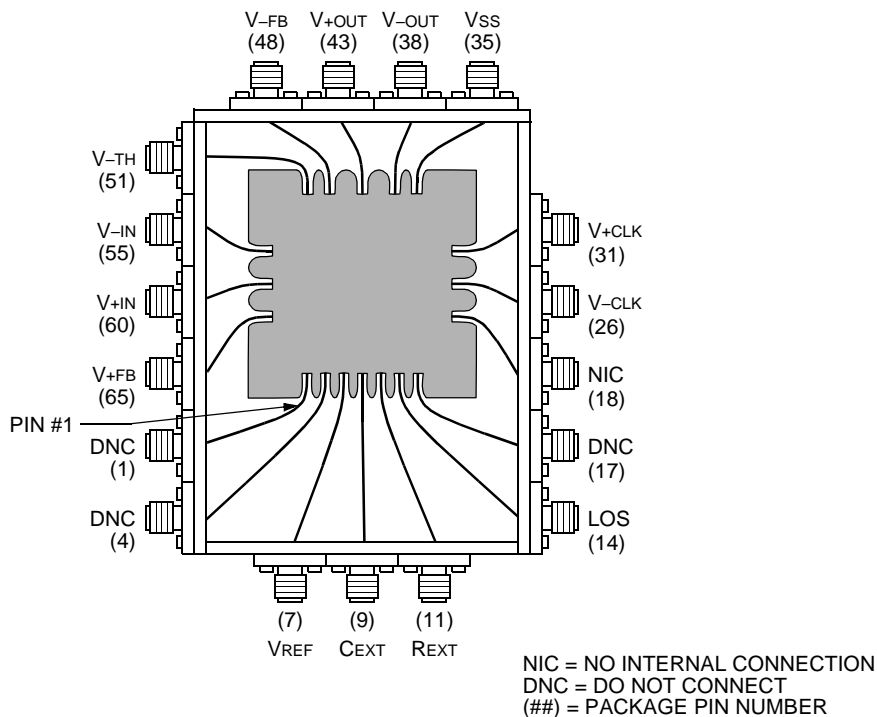 V–FB
(48)
V+OUT
(43)
V–OUT
(38)
VSS
(35)
V–TH
(51)
V–IN
(55)
V+IN
(60)
V+FB
(65)
PIN #1
DNC
(1)
DNC
(4)
V+CLK
(31)
V–CLK
(26)
NIC
(18)
DNC
(17)
LOS
(14)
(7)
VREF
(9)
CEXT
(11)
REXT
NIC = NO INTERNAL CONNECTION
DNC = DO NOT CONNECT
(##) = PACKAGE PIN NUMBER